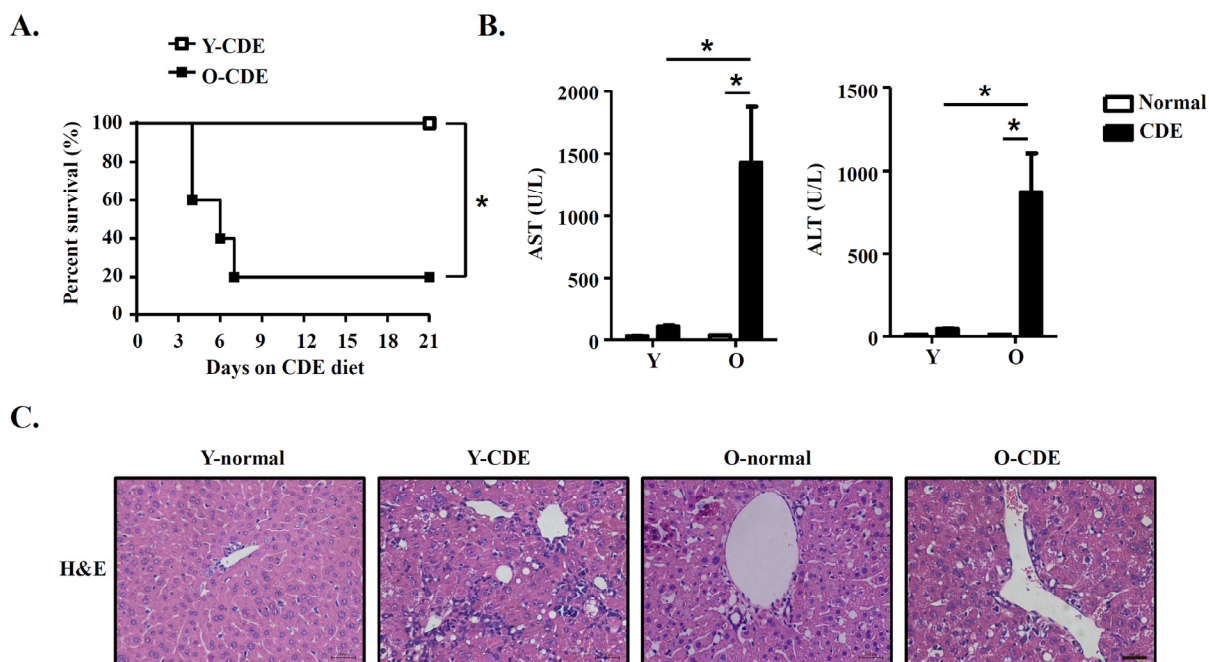 A.
Y-CDE
O-CDE
Percent survival (%)
100
80
60
40
20
0
0 3 6 9 12 15 18 21
Days on CDE diet
*
B.
*
*
AST (U/L)
2000
1500
1000
500
0
Y O
*
*
ALT (U/L)
1500
1000
500
0
Y O
Normal
CDE
C.
Y-normal Y-CDE O-normal O-CDE
H&E